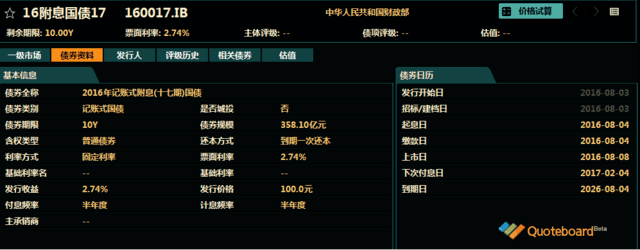 ☆ 16附息国债17 160017.IB 中华人民共和国财政部 价格试算
剩余期限: 10.00Y 票面利率: 2.74% 主体评级: -- 债项评级: -- 估值: --
一级市场 债券资料 发行人 评级历史 相关债券 估值
基本信息 债券日历
债券全称 2016年记账式附息(十七期)国债 发行开始日 2016-08-03
债券类别 记账式国债 是否城投 否 招标/建档日 2016-08-03
债券期限 10Y 债券规模 358.10亿元 起息日 2016-08-04
含权类型 普通债券 还本方式 到期一次还本 缴款日 2016-08-04
利率方式 固定利率 票面利率 2.74% 上市日 2016-08-08
基础利率名 -- 基础利率 -- 下次付息日 2017-02-04
发行收益 2.74% 发行价格 100.0元 到期日 2026-08-04
付息频率 半年度 计息频率 半年度
主承销商 --
Quoteboard Beta